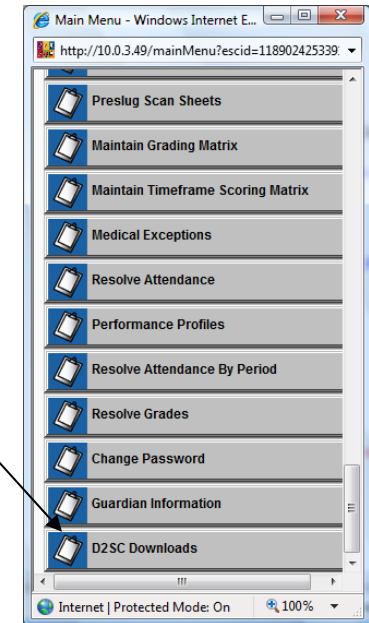 Main Menu - Windows Internet E...
http://10.0.3.49/mainMenu?escid=118902425339
Preslug Scan Sheets
Maintain Grading Matrix
Maintain Timeframe Scoring Matrix
Medical Exceptions
Resolve Attendance
Performance Profiles
Resolve Attendance By Period
Resolve Grades
Change Password
Guardian Information
D2SC Downloads
Internet | Protected Mode: On 100%